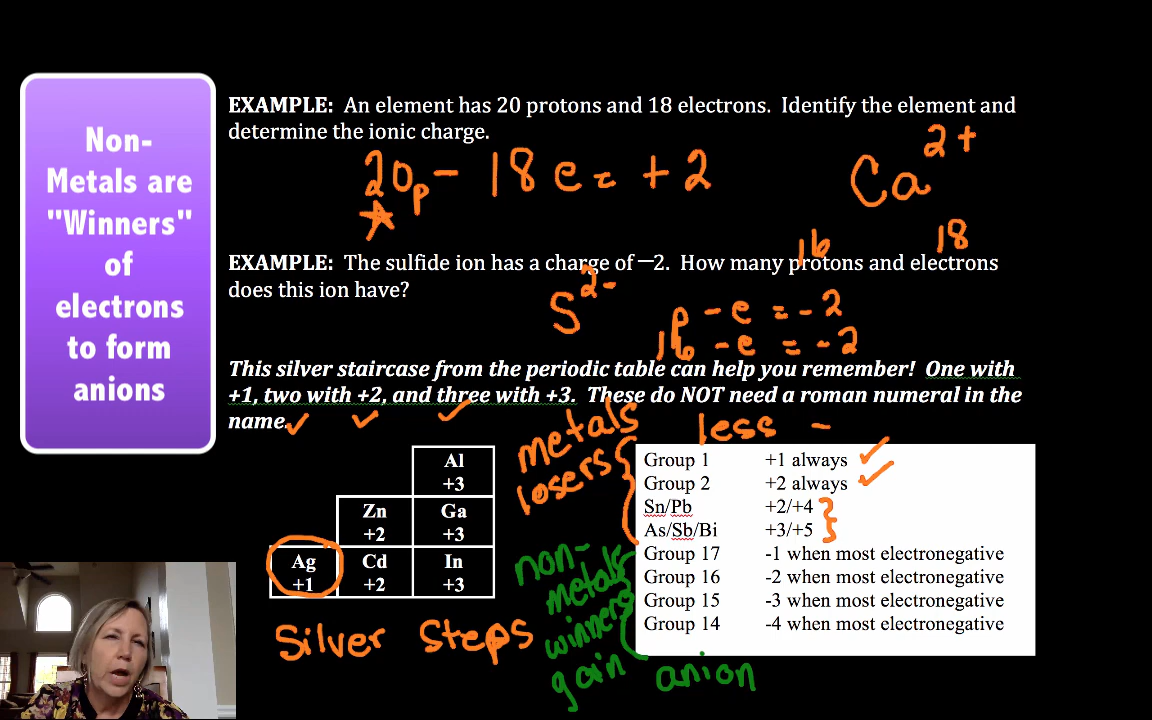 Non-
Metals are
"Winners"
of
electrons
to form
anions
EXAMPLE: An element has 20 protons and 18 electrons. Identify the element and
determine the ionic charge.
20p - 18 e = +2
Ca2+
16
18
EXAMPLE: The sulfide ion has a charge of −2. How many protons and electrons
does this ion have?
S2-
p - e = -2
16 - e = -2
This silver staircase from the periodic table can help you remember! One with
+1, two with +2, and three with +3. These do NOT need a roman numeral in the
name.
Al
+3
Zn
+2
Ga
+3
Ag
+1
Cd
+2
In
+3
Silver Steps
metals
losers
less -
Group 1 +1 always
Group 2 +2 always
Sn/Pb +2/+4
As/Sb/Bi +3/+5
Group 17 -1 when most electronegative
Group 16 -2 when most electronegative
Group 15 -3 when most electronegative
Group 14 -4 when most electronegative
non-
metals
winners
gain anion